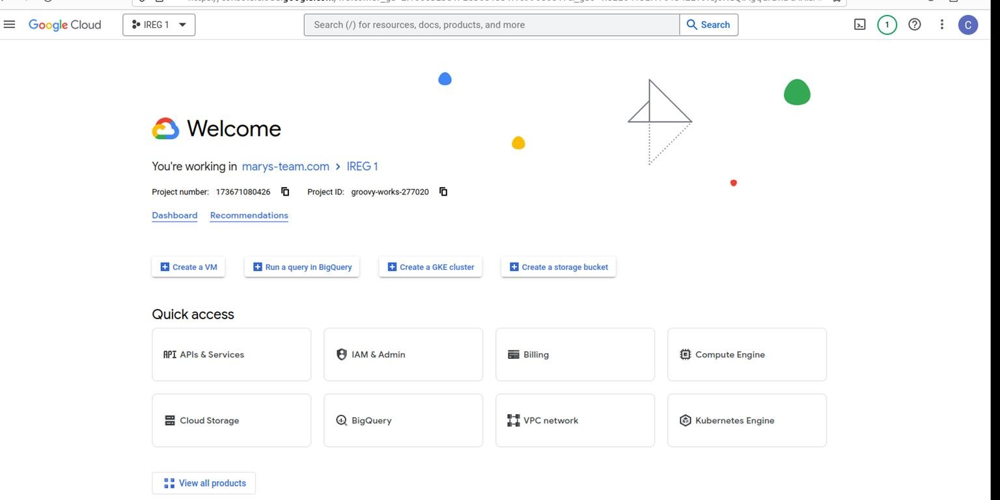 google.com
Google Cloud
IREG 1
Search (/) for resources, docs, products, and more
Search
1
C
Welcome
You're working in marys-team.com > IREG 1
Project number: 173671080426 Project ID: groovy-works-277020
Dashboard Recommendations
Create a VM Run a query in BigQuery Create a GKE cluster Create a storage bucket
Quick access
API APIs & Services IAM & Admin Billing Compute Engine
Cloud Storage BigQuery VPC network Kubernetes Engine
View all products